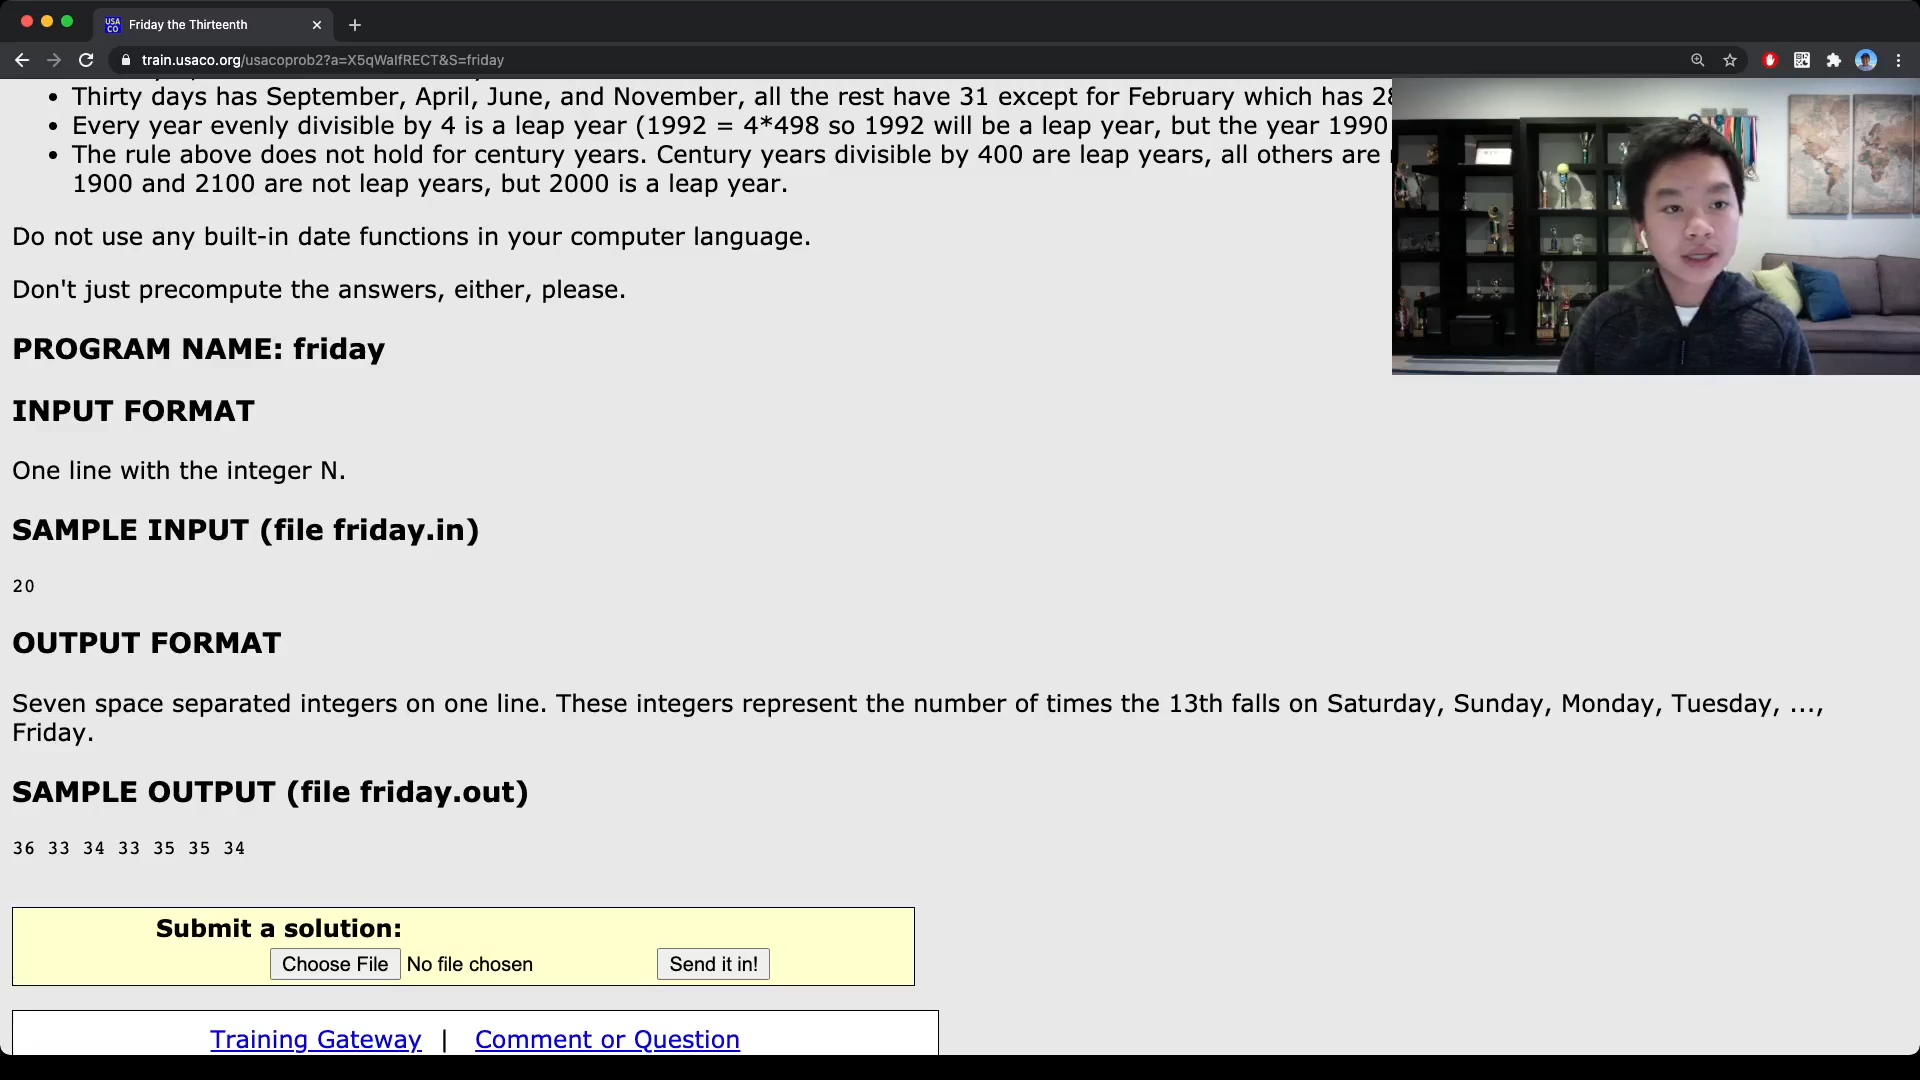 USA
CO
Friday the Thirteenth
train.usaco.org/usacoprob2?a=X5qWaIfRECT&S=friday
Thirty days has September, April, June, and November, all the rest have 31 except for February which has 28
Every year evenly divisible by 4 is a leap year (1992 = 4*498 so 1992 will be a leap year, but the year 1990
The rule above does not hold for century years. Century years divisible by 400 are leap years, all others are
1900 and 2100 are not leap years, but 2000 is a leap year.
Do not use any built-in date functions in your computer language.
Don't just precompute the answers, either, please.
PROGRAM NAME: friday
INPUT FORMAT
One line with the integer N.
SAMPLE INPUT (file friday.in)
20
OUTPUT FORMAT
Seven space separated integers on one line. These integers represent the number of times the 13th falls on Saturday, Sunday, Monday, Tuesday, ...,
Friday.
SAMPLE OUTPUT (file friday.out)
36 33 34 33 35 35 34
Submit a solution:
Choose File No file chosen Send it in!
Training Gateway | Comment or Question